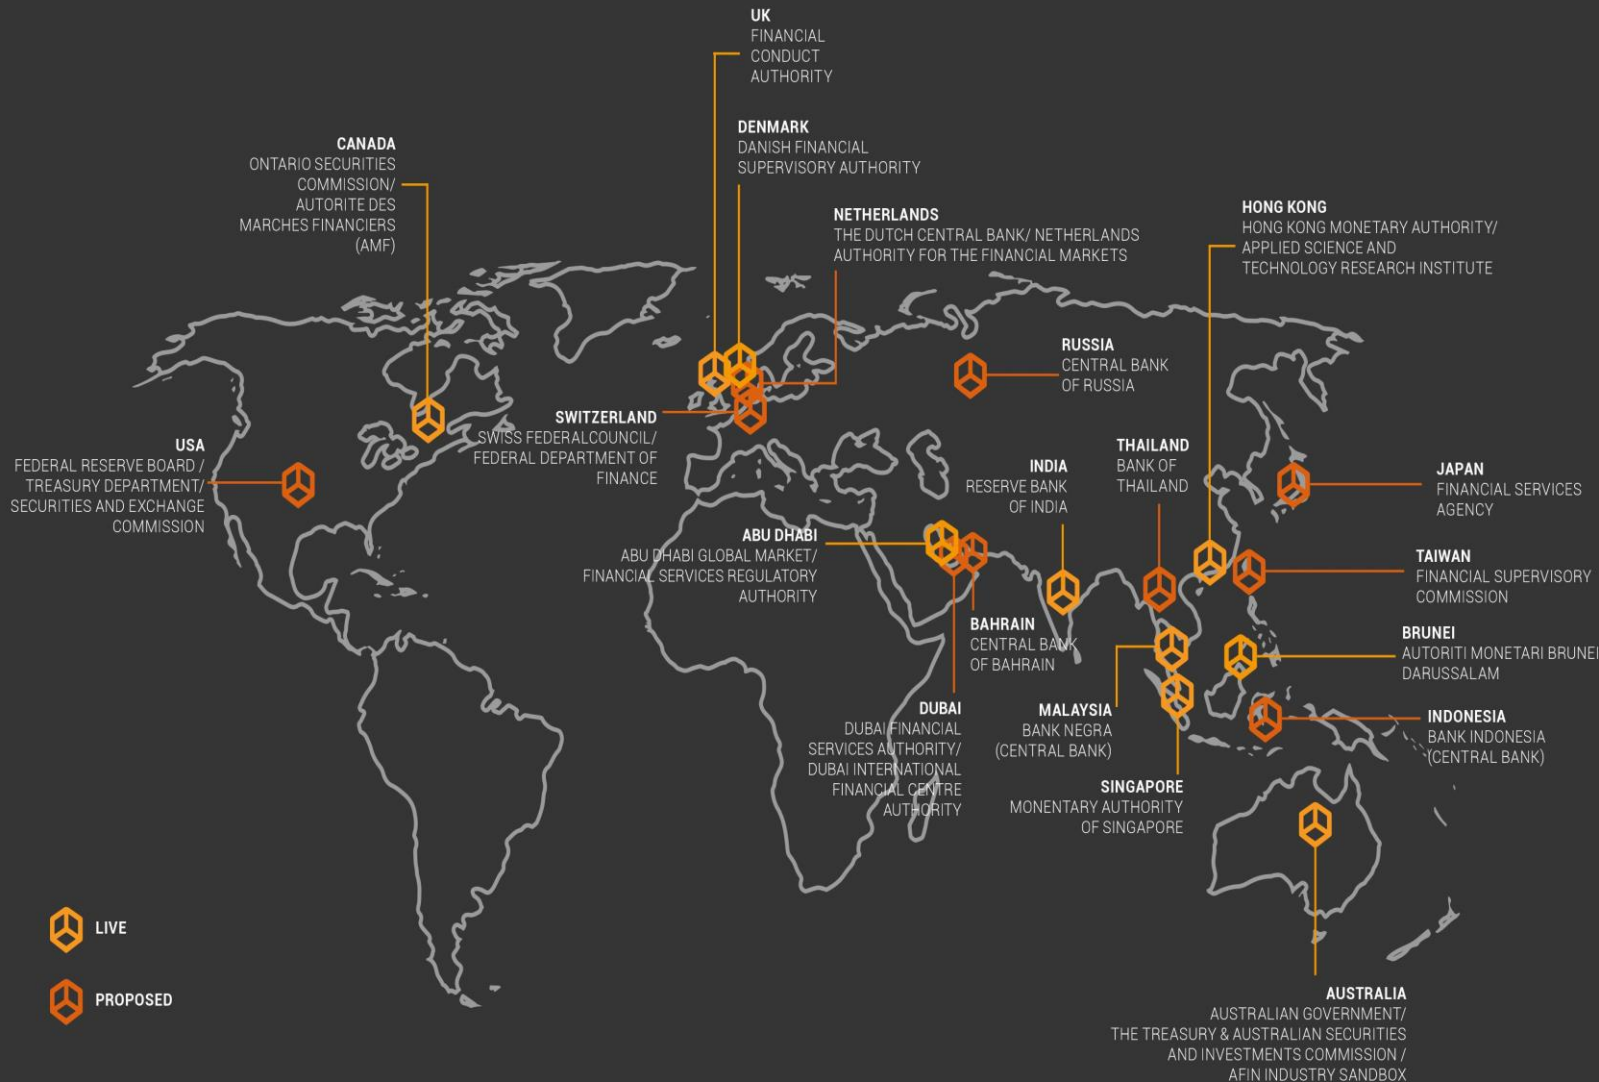 UK
FINANCIAL
CONDUCT
AUTHORITY
DENMARK
DANISH FINANCIAL
SUPERVISORY AUTHORITY
CANADA
ONTARIO SECURITIES
COMMISSION/
AUTORITE DES
MARCHES FINANCIERS
(AMF)
NETHERLANDS
THE DUTCH CENTRAL BANK/ NETHERLANDS
AUTHORITY FOR THE FINANCIAL MARKETS
HONG KONG
HONG KONG MONETARY AUTHORITY/
APPLIED SCIENCE AND
TECHNOLOGY RESEARCH INSTITUTE
RUSSIA
CENTRAL BANK
OF RUSSIA
SWITZERLAND
SWISS FEDERALCOUNCIL/
FEDERAL DEPARTMENT OF
FINANCE
USA
FEDERAL RESERVE BOARD /
TREASURY DEPARTMENT/
SECURITIES AND EXCHANGE
COMMISSION
INDIA
RESERVE BANK
OF INDIA
THAILAND
BANK OF
THAILAND
JAPAN
FINANCIAL SERVICES
AGENCY
ABU DHABI
ABU DHABI GLOBAL MARKET/
FINANCIAL SERVICES REGULATORY
AUTHORITY
TAIWAN
FINANCIAL SUPERVISORY
COMMISSION
BAHRAIN
CENTRAL BANK
OF BAHRAIN
BRUNEI
AUTORITI MONETARI BRUNEI
DARUSSALAM
DUBAI
DUBAI FINANCIAL
SERVICES AUTHORITY/
DUBAI INTERNATIONAL
FINANCIAL CENTRE
AUTHORITY
MALAYSIA
BANK NEGRA
(CENTRAL BANK)
INDONESIA
BANK INDONESIA
(CENTRAL BANK)
SINGAPORE
MONENTARY AUTHORITY
OF SINGAPORE
LIVE
PROPOSED
AUSTRALIA
AUSTRALIAN GOVERNMENT/
THE TREASURY & AUSTRALIAN SECURITIES
AND INVESTMENTS COMMISSION /
AFIN INDUSTRY SANDBOX